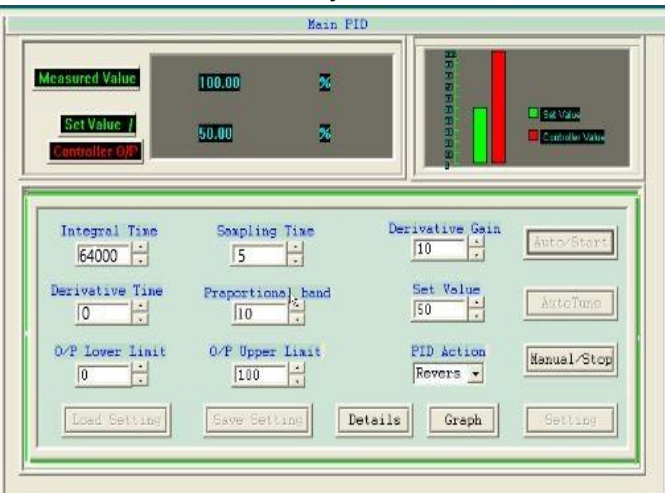 Main PID
Measured Value 100.00 %
Set Value / 50.00 %
Controller O/P
Set Value
Controller Value
Integral Time Sampling Time Derivative Gain
64000 5 10 Auto/Start
Derivative Time Praportional band Set Value
0 10 50 AutoTune
O/P Lower Limit O/P Upper Limit PID Action
0 100 Revers Manual/Stop
Load Setting Save Setting Details Graph Setting